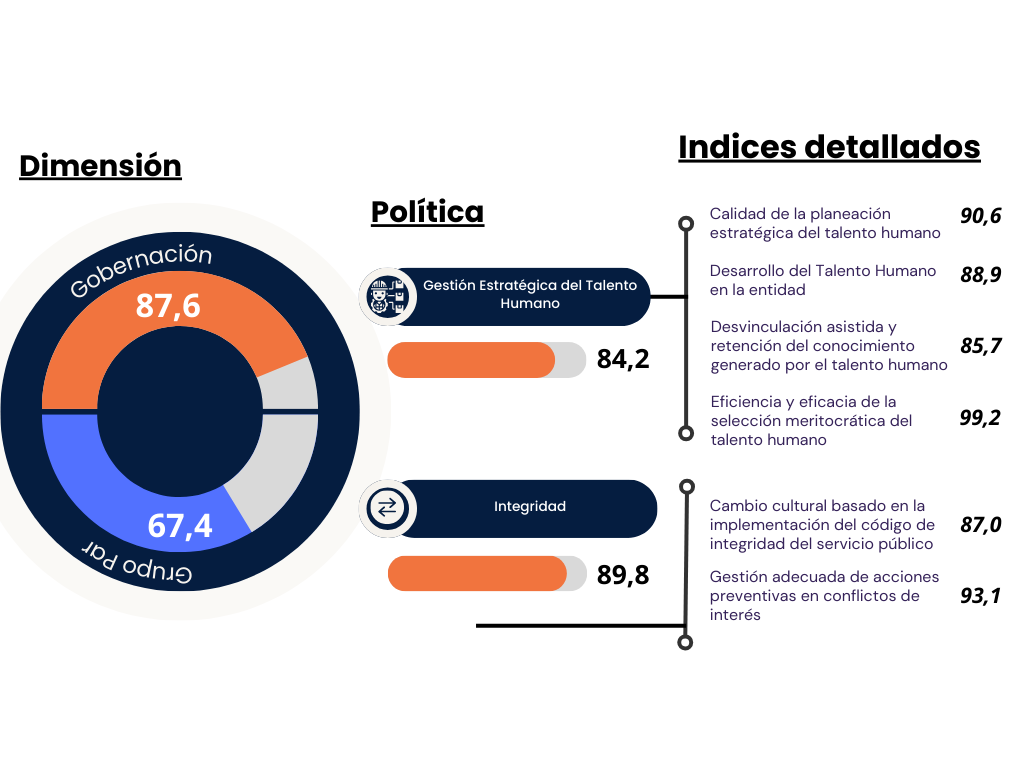 Dimensión
Gobernación
87,6
67,4
Grupo Par
Política
Gestión Estratégica del Talento
Humano
84,2
Integridad
89,8
Indices detallados
Calidad de la planeación
estratégica del talento humano
90,6
Desarrollo del Talento Humano
en la entidad
88,9
Desvinculación asistida y
retención del conocimiento
generado por el talento humano
85,7
Eficiencia y eficacia de la
selección meritocrática del
talento humano
99,2
Cambio cultural basado en la
implementación del código de
integridad del servicio público
87,0
Gestión adecuada de acciones
preventivas en conflictos de
interés
93,1